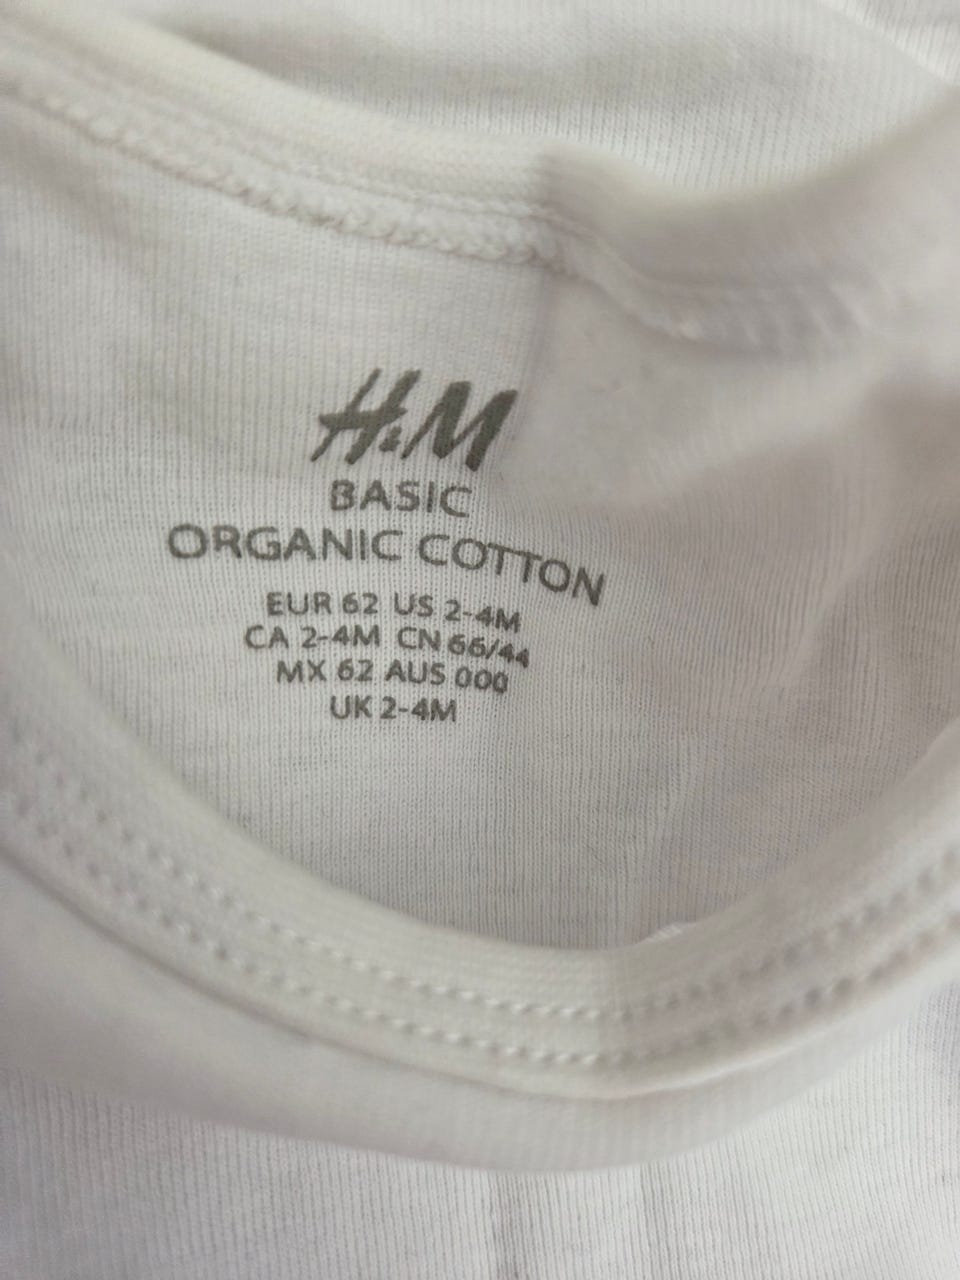 H&M
BASIC
ORGANIC COTTON
EUR 62 US 2-4M
CA 2-4M CN 66/44
MX 62 AUS 000
UK 2-4M